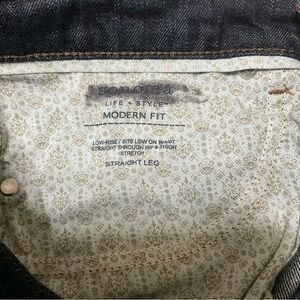 sonoma
LIFE + STYLE
MODERN FIT
LOW-RISE / SITS LOW ON WAIST
STRAIGHT THROUGH HIP & THIGH
STRETCH
STRAIGHT LEG